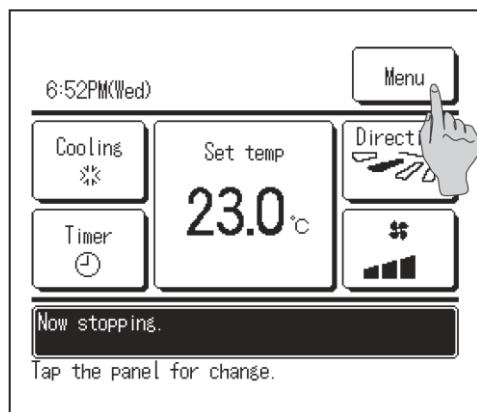 6:52PM(Wed)
Menu
Cooling
Set temp
23.0℃
Timer
Now stopping.
Tap the panel for change.